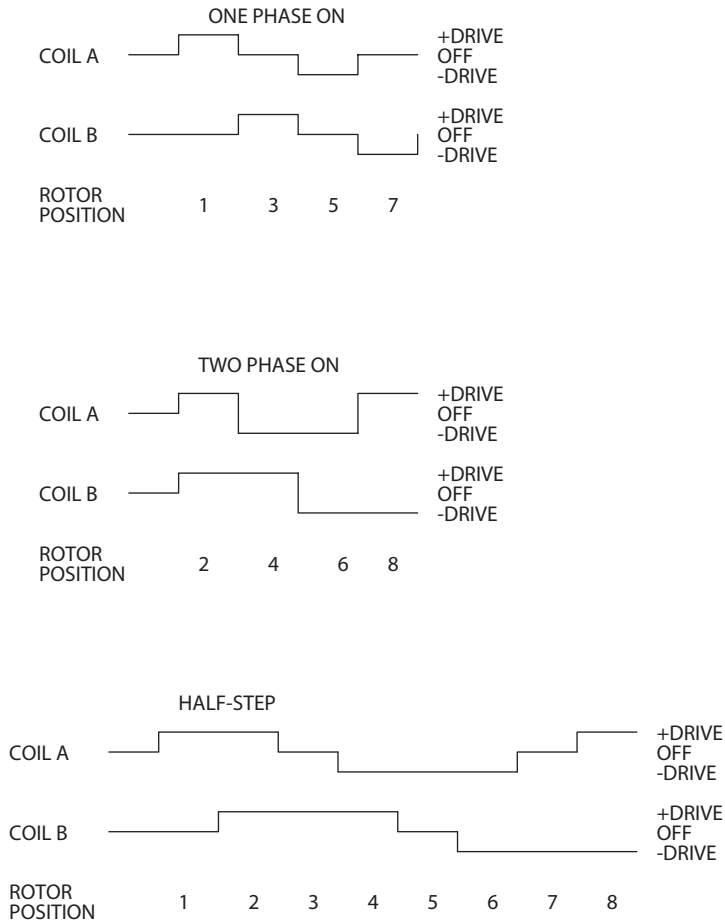 ONE PHASE ON
+DRIVE
COIL A
OFF
-DRIVE
+DRIVE
COIL B
OFF
-DRIVE
ROTOR
POSITION
1 3 5 7
TWO PHASE ON
+DRIVE
COIL A
OFF
-DRIVE
+DRIVE
COIL B
OFF
-DRIVE
ROTOR
POSITION
2 4 6 8
HALF-STEP
+DRIVE
COIL A
OFF
-DRIVE
+DRIVE
COIL B
OFF
-DRIVE
ROTOR
POSITION
1 2 3 4 5 6 7 8